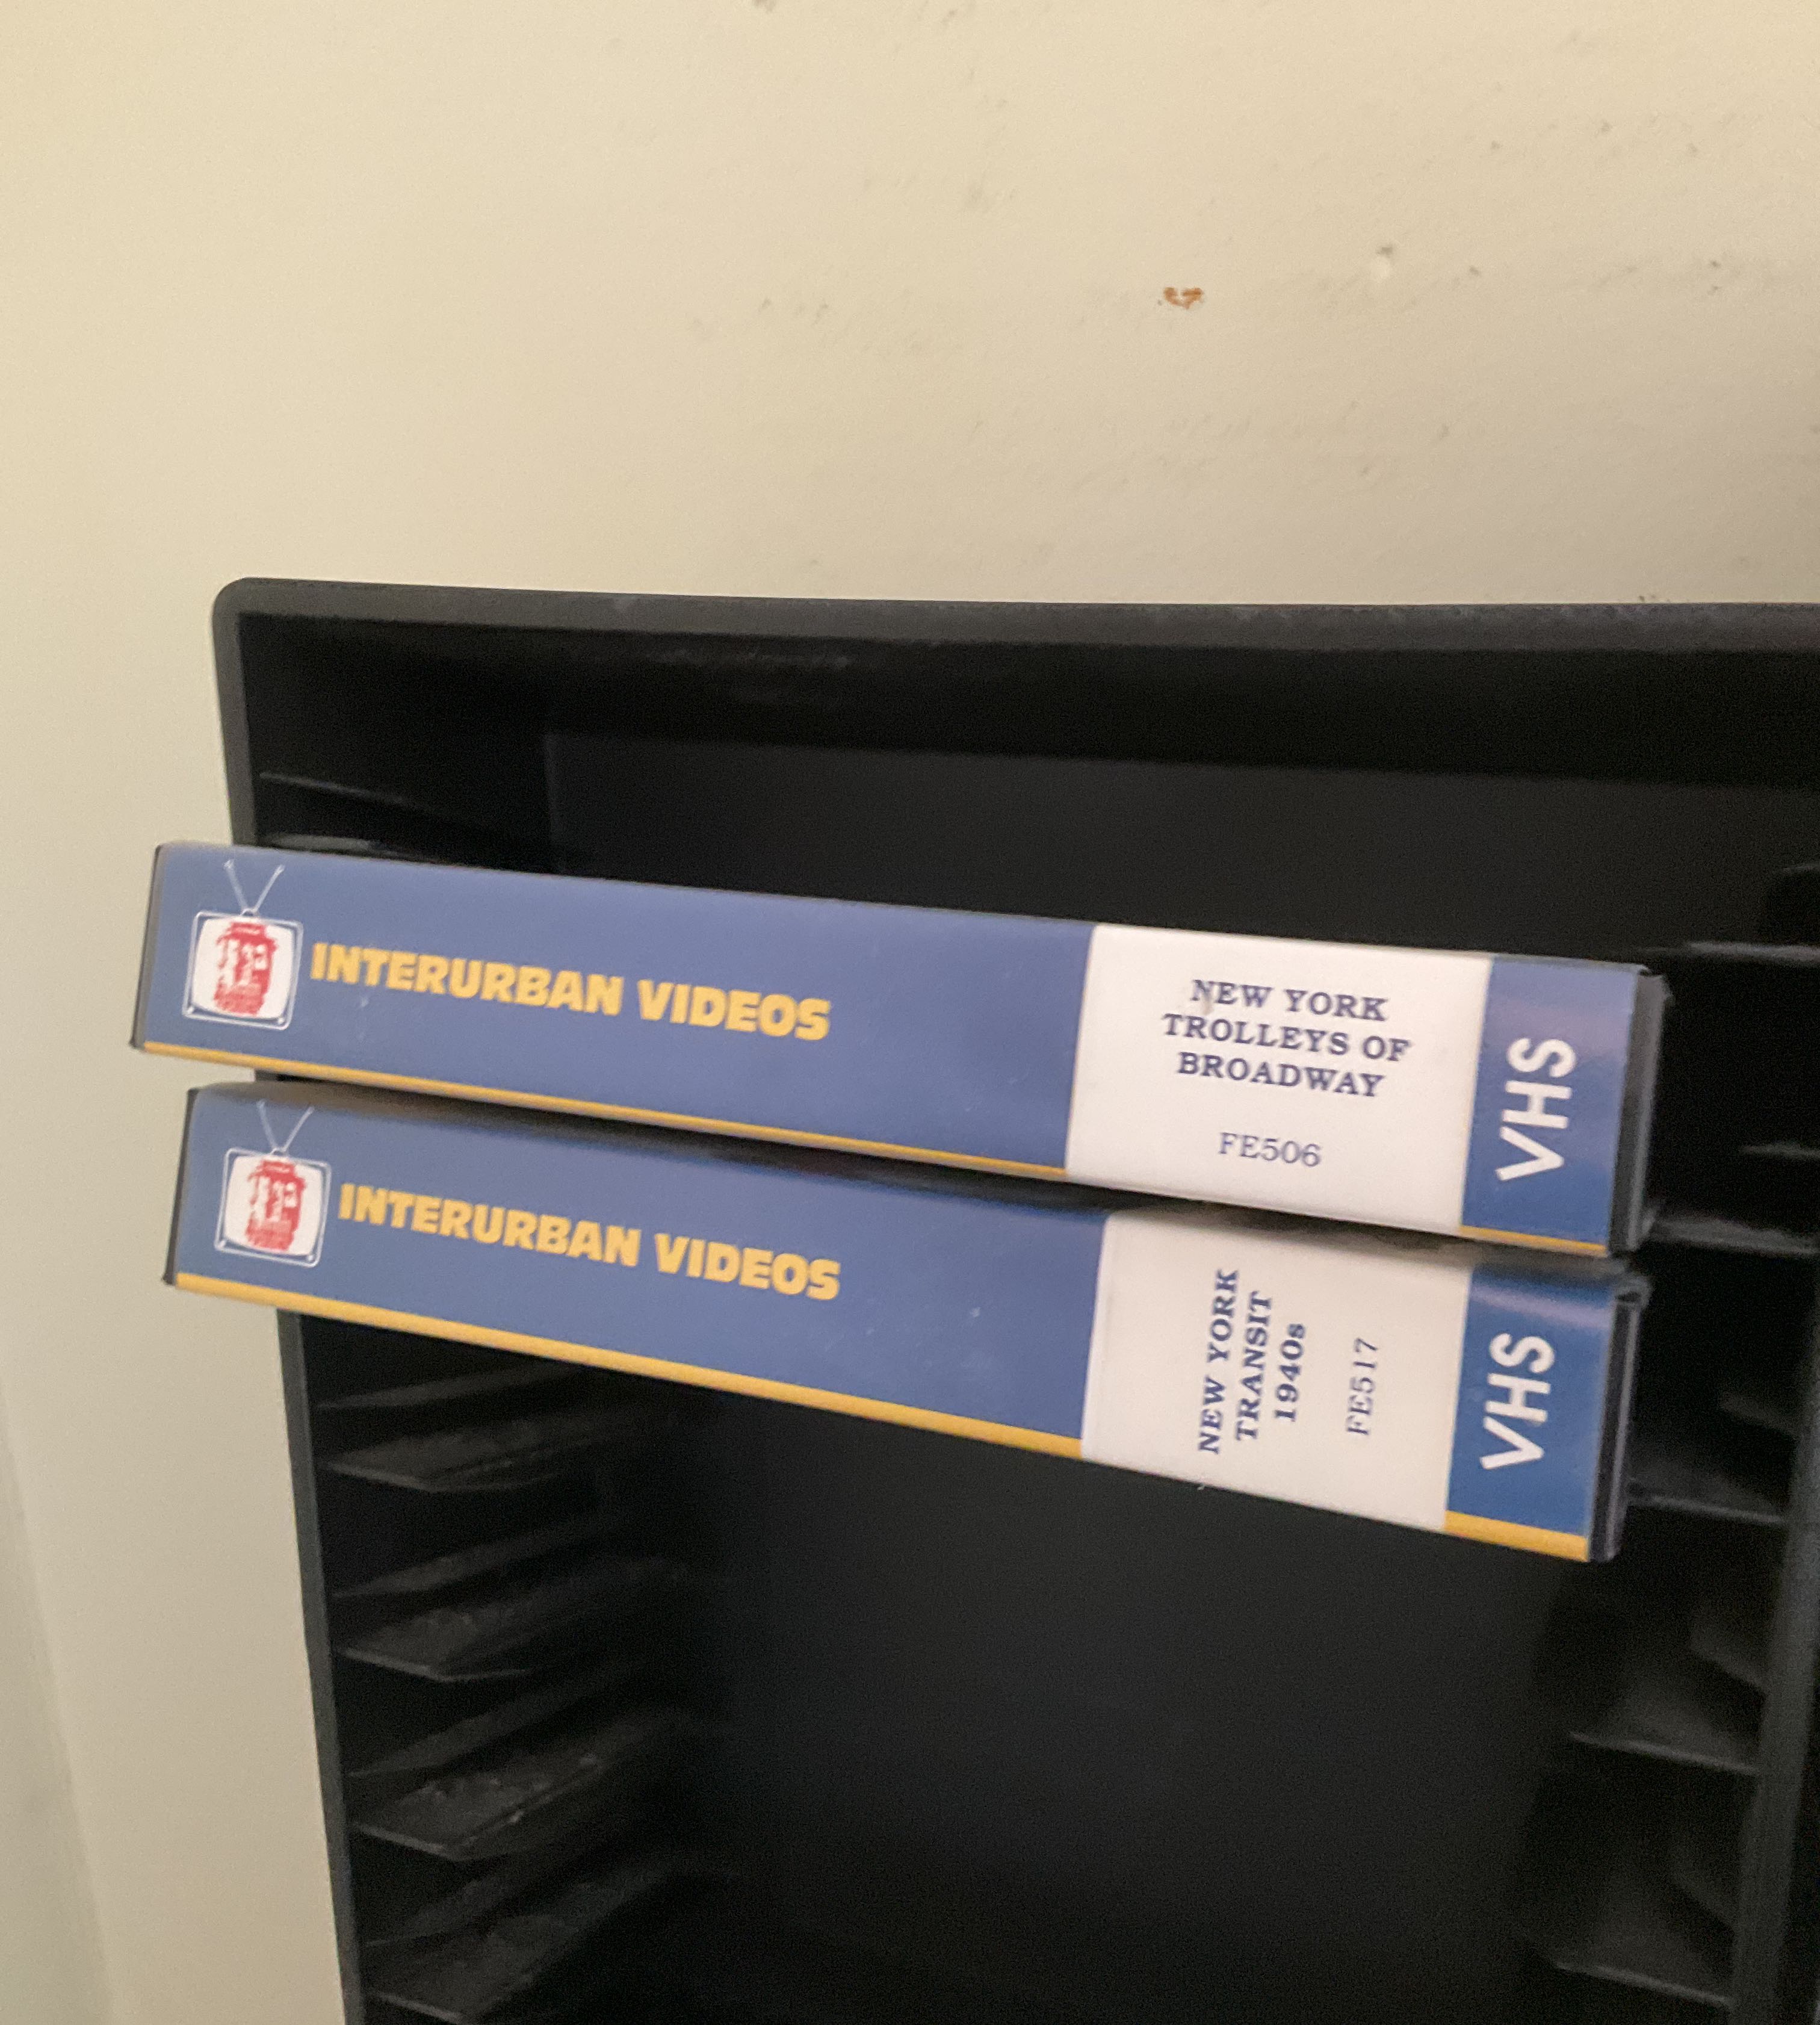 INTERURBAN VIDEOS
NEW YORK
TROLLEYS OF
BROADWAY
FE506
VHS
INTERURBAN VIDEOS
NEW YORK
TRANSIT
1940s
FE517
VHS